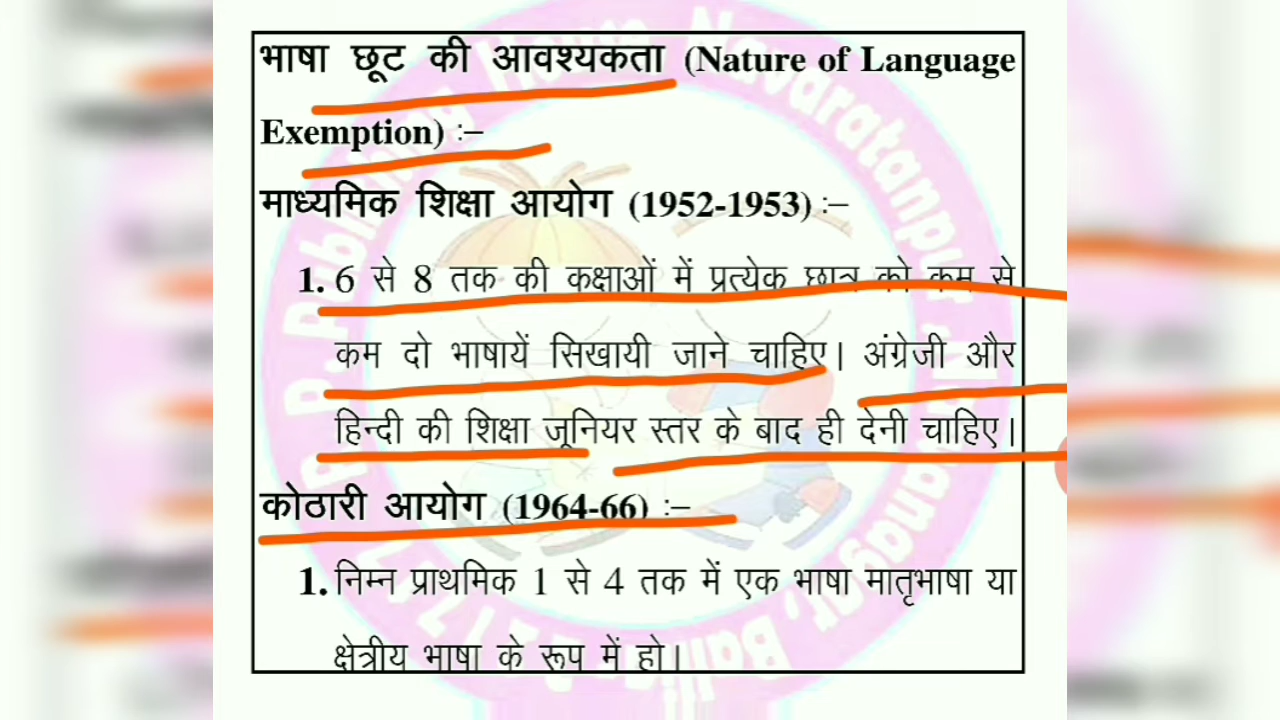 भाषा छूट की आवश्यकता (Nature of Language
Exemption) :–
माध्यमिक शिक्षा आयोग (1952-1953) :–
1. 6 से 8 तक की कक्षाओं में प्रत्येक छात्र को कम से
कम दो भाषायें सिखायी जाने चाहिए। अंग्रेजी और
हिन्दी की शिक्षा जूनियर स्तर के बाद ही देनी चाहिए।
कोठारी आयोग (1964-66) :–
1. निम्न प्राथमिक 1 से 4 तक में एक भाषा मातृभाषा या
क्षेत्रीय भाषा के रूप में हो।